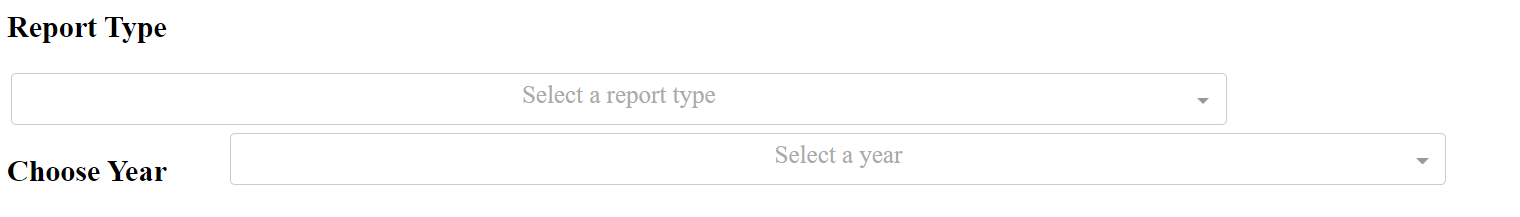 Report Type
Select a report type
Choose Year
Select a year